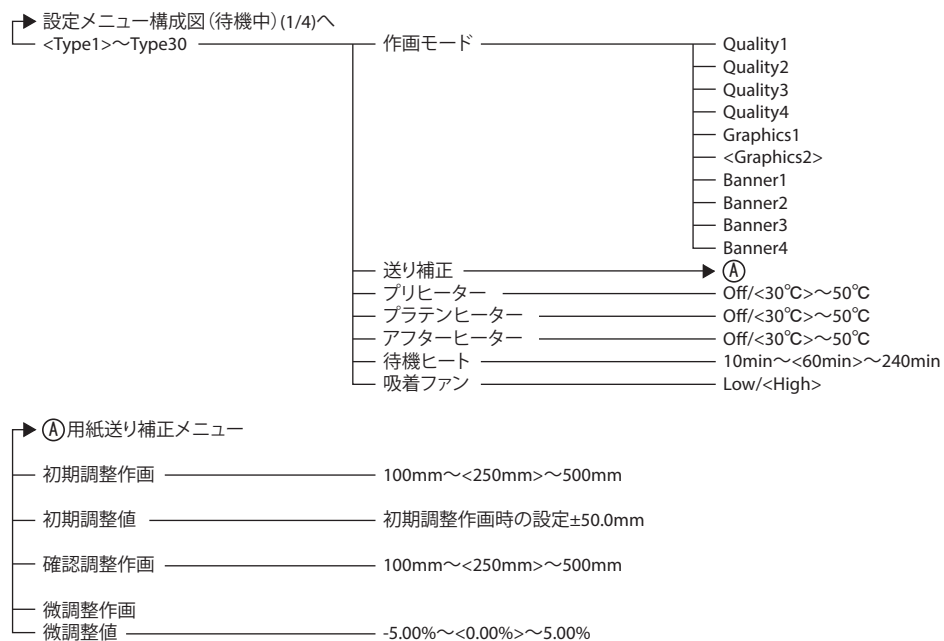 設定メニュー構成図(待機中)(1/4)へ
<Type1>～Type30
作画モード
Quality1
Quality2
Quality3
Quality4
Graphics1
<Graphics2>
Banner1
Banner2
Banner3
Banner4
送り補正 Ⓐ
プリヒーター Off/<30℃>～50℃
プラテンヒーター Off/<30℃>～50℃
アフターヒーター Off/<30℃>～50℃
待機ヒート 10min～<60min>～240min
吸着ファン Low/<High>
Ⓐ用紙送り補正メニュー
初期調整作画 100mm～<250mm>～500mm
初期調整値 初期調整作画時の設定±50.0mm
確認調整作画 100mm～<250mm>～500mm
微調整作画
微調整値 -5.00%～<0.00%>～5.00%